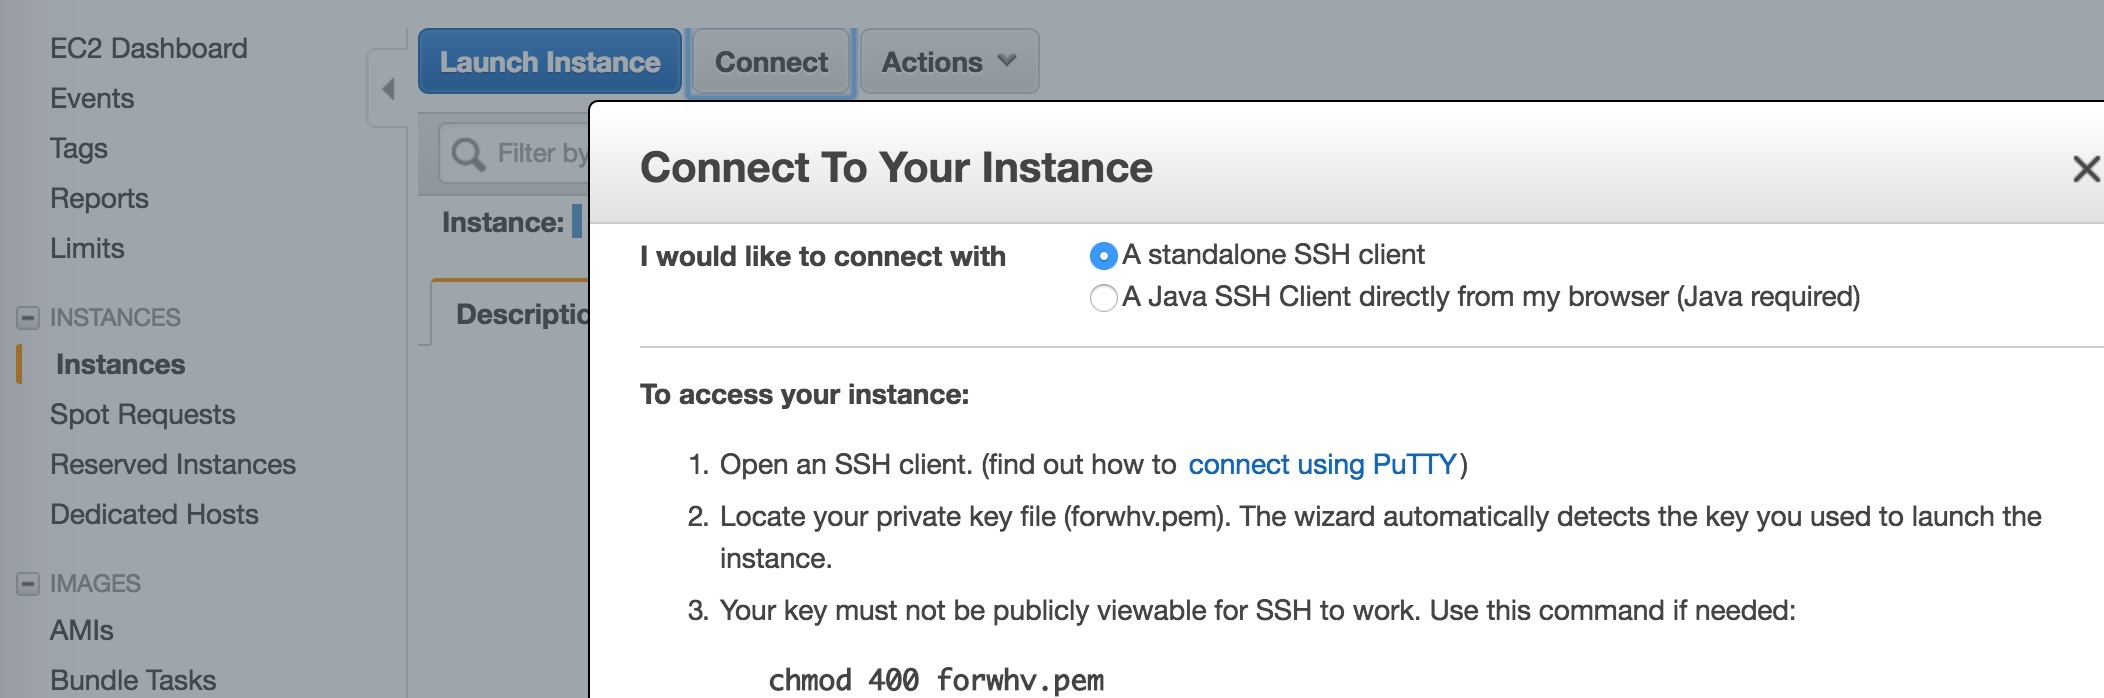 EC2 Dashboard
Events
Tags
Reports
Limits
INSTANCES
Instances
Spot Requests
Reserved Instances
Dedicated Hosts
IMAGES
AMIs
Bundle Tasks
Launch Instance
Connect
Actions
Filter by
Instance:
Descriptio
Connect To Your Instance
I would like to connect with
A standalone SSH client
A Java SSH Client directly from my browser (Java required)
To access your instance:
1. Open an SSH client. (find out how to connect using PuTTY)
2. Locate your private key file (forwhv.pem). The wizard automatically detects the key you used to launch the
instance.
3. Your key must not be publicly viewable for SSH to work. Use this command if needed:
chmod 400 forwhv.pem